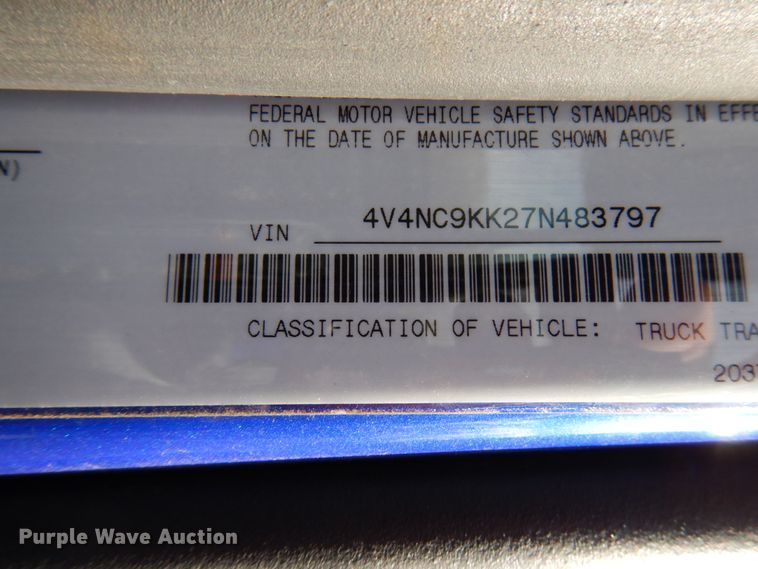 FEDERAL MOTOR VEHICLE SAFETY STANDARDS IN EFFE
ON THE DATE OF MANUFACTURE SHOWN ABOVE.
N)
VIN 4V4NC9KK27N483797
CLASSIFICATION OF VEHICLE: TRUCK TRA
203
Purple Wave Auction